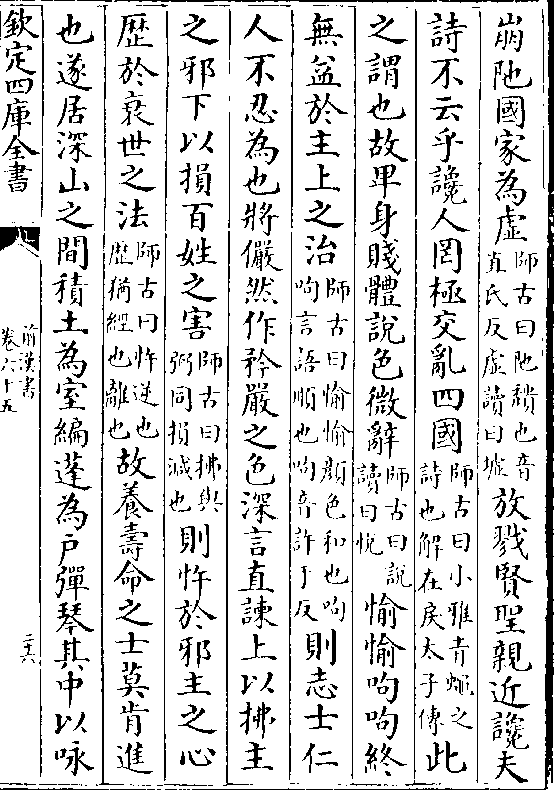 崩阤國家為虛師古曰阤頽也音直氏反虛讀曰墟放戮賢聖親近讒夫
詩不云乎讒人罔極交亂四國師古曰小雅青蠅之詩也解在戾太子傳此
之謂也故卑身賤體說色微辭師古曰說讀曰悅愉愉呴呴終
無益於主上之治師古曰愉愉顔色和也呴呴言語順也呴音許于反則志士仁
人不忍為也將儼然作矜嚴之色深言直諫上以拂主
之邪下以損百姓之害師古曰拂與弼同損減也則忤於邪主之心
歷於衰世之法師古曰忤逆也歷猶經也離也故養壽命之士莫肯進
也遂居深山之間積土為室編蓬為戶彈琴其中以咏
欽定四庫全書
前漢書
卷六十五
二十六